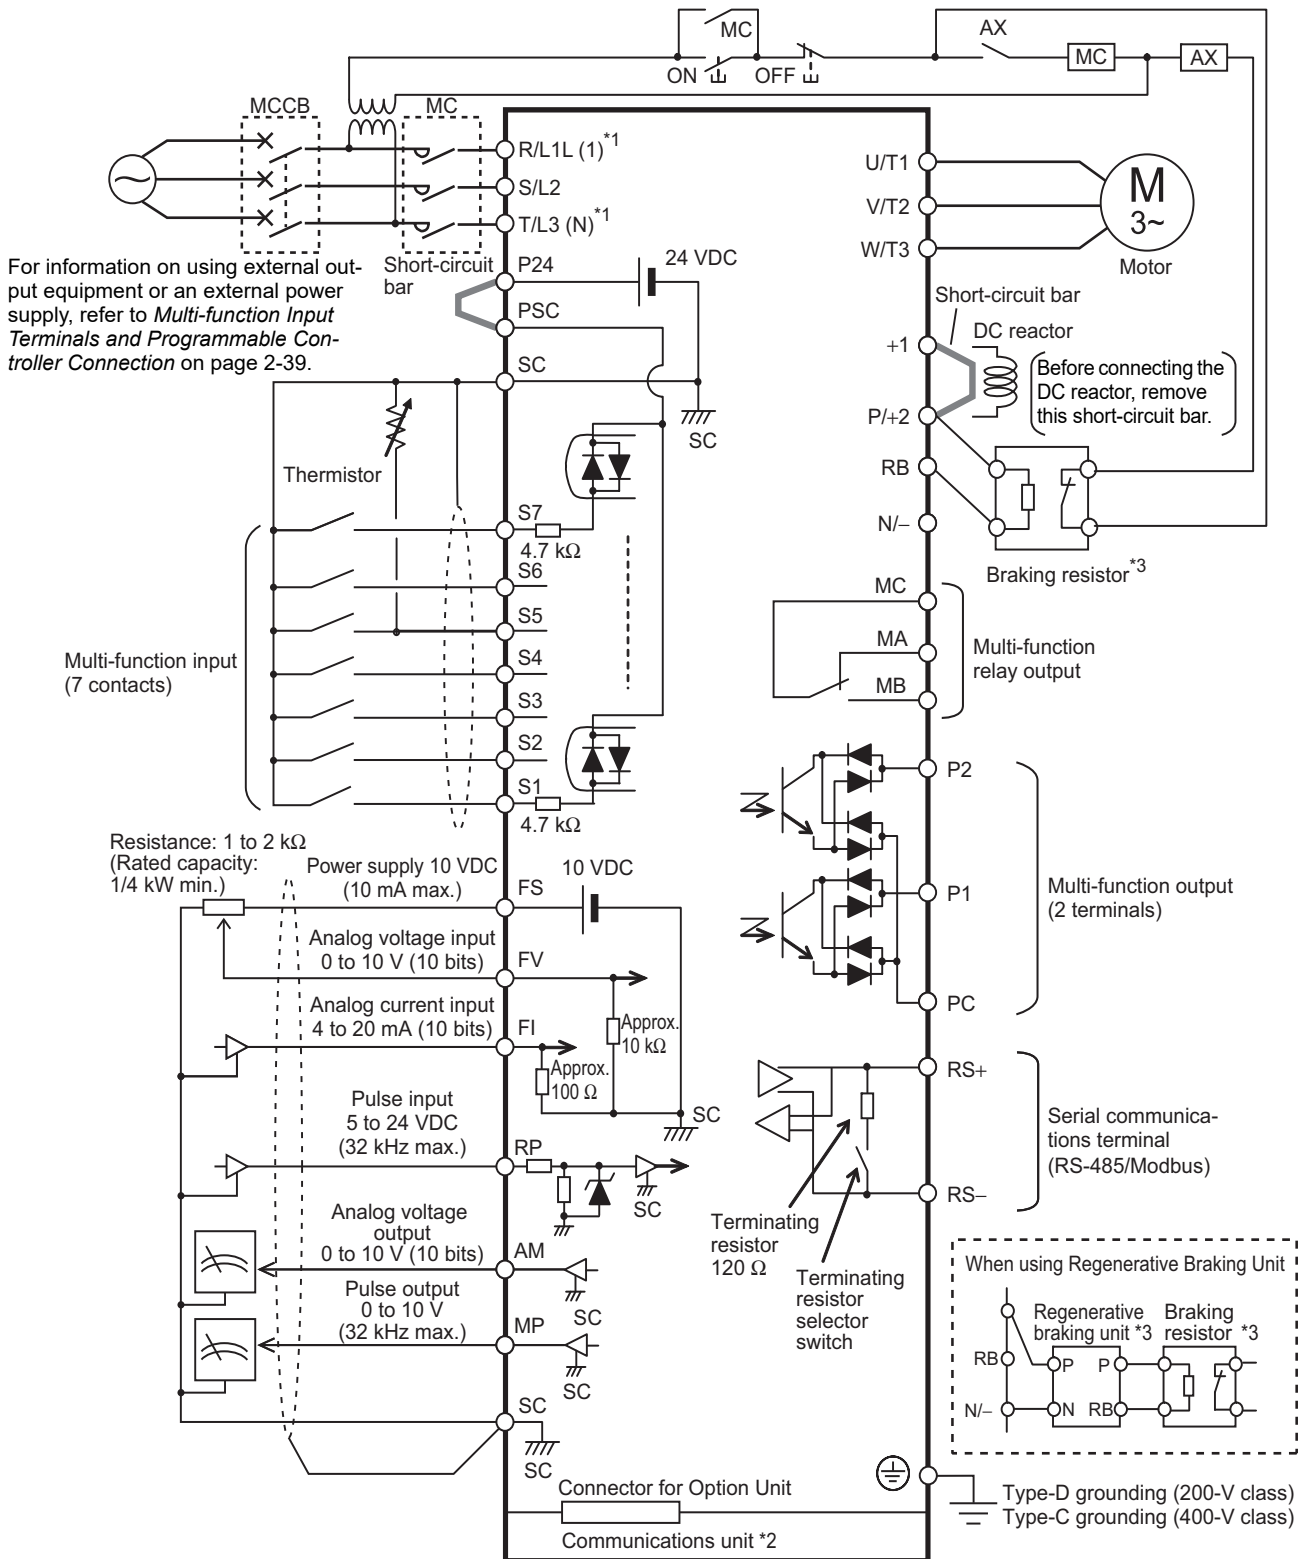 MC
AX
ON
OFF
MC
AX
MCCB
MC
R/L1L (1)*1
S/L2
T/L3 (N)*1
U/T1
V/T2
W/T3
M
3~
Motor
For information on using external out-
put equipment or an external power
supply, refer to Multi-function Input
Terminals and Programmable Con-
troller Connection on page 2-39.
Short-circuit
bar
P24
24 VDC
PSC
SC
SC
Short-circuit bar
DC reactor
+1
Before connecting the
DC reactor, remove
this short-circuit bar.
P/+2
RB
N/−
Braking resistor*3
Thermistor
S7
4.7 kΩ
S6
S5
S4
S3
S2
S1
4.7 kΩ
Multi-function input
(7 contacts)
MC
MA
MB
Multi-function
relay output
P2
P1
PC
Multi-function output
(2 terminals)
Resistance: 1 to 2 kΩ
(Rated capacity:
1/4 kW min.)
Power supply 10 VDC
(10 mA max.)
FS
10 VDC
Analog voltage input
0 to 10 V (10 bits)
FV
Analog current input
4 to 20 mA (10 bits)
FI
Approx.
10 kΩ
Approx.
100 Ω
SC
Pulse input
5 to 24 VDC
(32 kHz max.)
RP
SC
Analog voltage
output
0 to 10 V (10 bits)
AM
SC
Pulse output
0 to 10 V
(32 kHz max.)
MP
SC
SC
SC
RS+
RS−
Serial communica-
tions terminal
(RS-485/Modbus)
Terminating
resistor
120 Ω
Terminating
resistor
selector
switch
When using Regenerative Braking Unit
Regenerative
braking unit *3
Braking
resistor *3
RB
P
P
N/−
N
RB
Connector for Option Unit
Communications unit *2
Type-D grounding (200-V class)
Type-C grounding (400-V class)